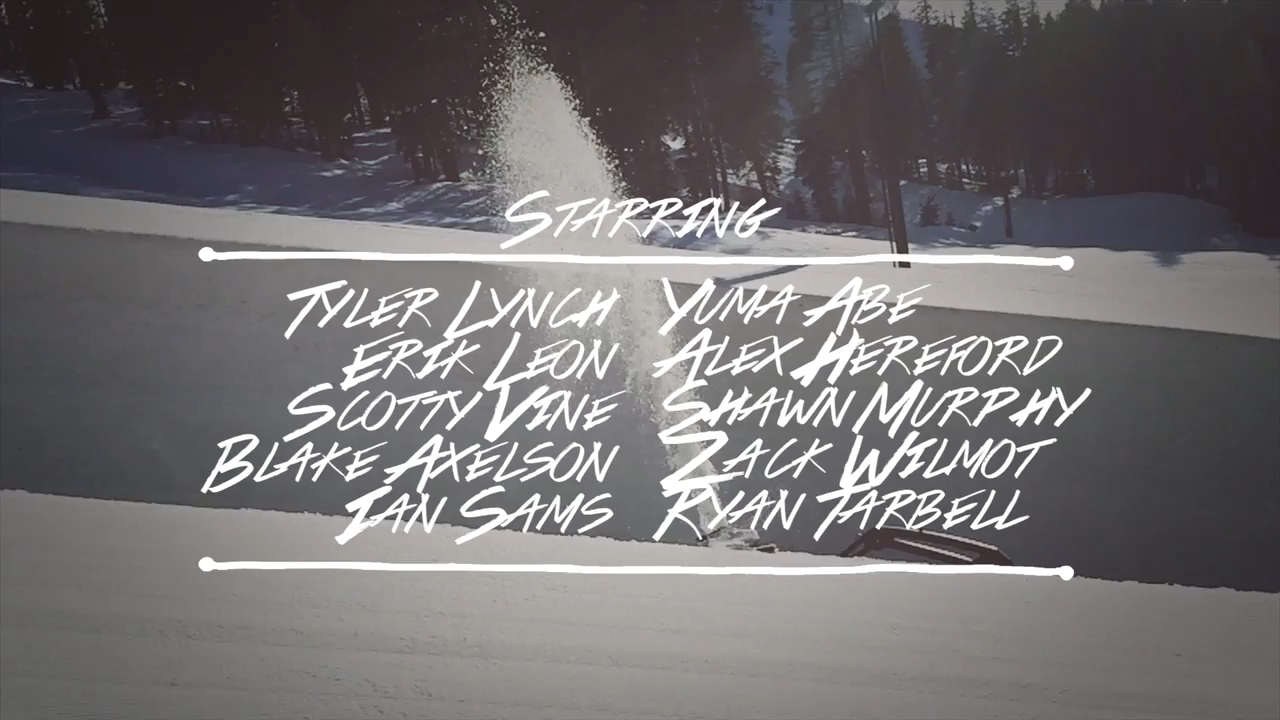 STARRING
TYLER LYNCH YUMA ABE
ERIK LEON ALEX HEREFORD
SCOTTY VINE SHAWN MURPHY
BLAKE AXELSON ZACK WILMOT
IAN SAMS RYAN TARBELL